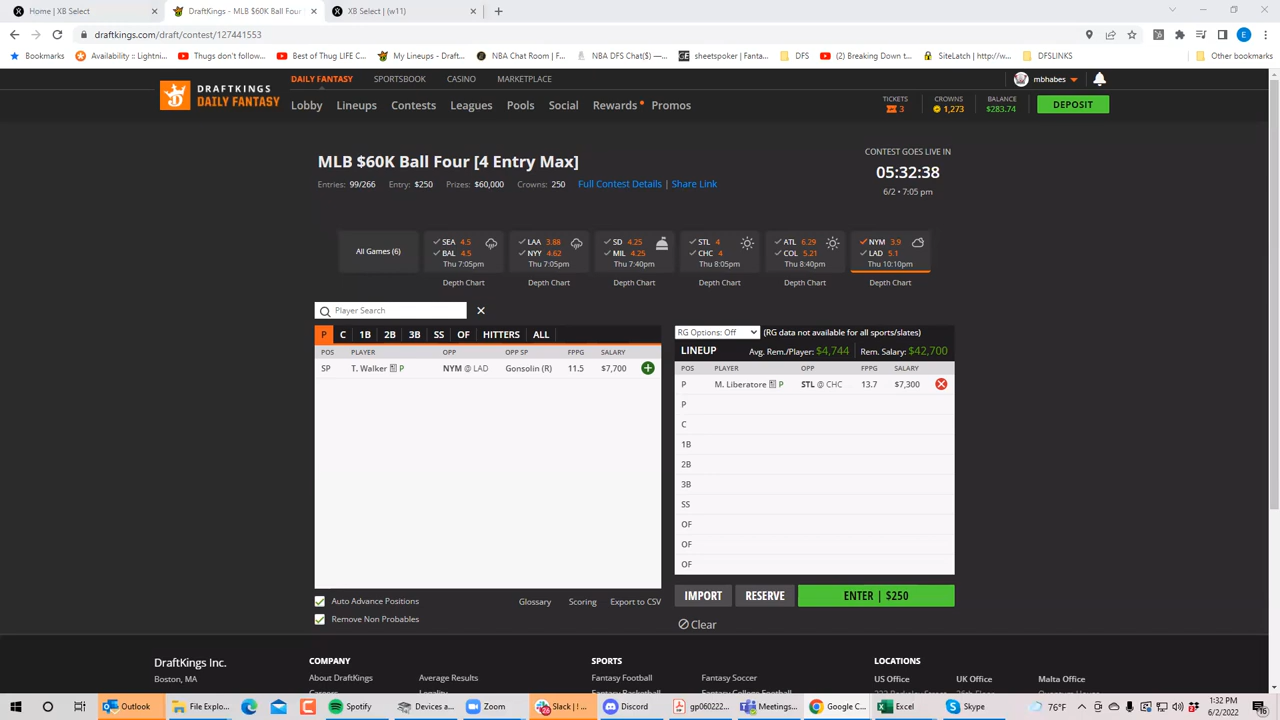 Home | XB Select
DraftKings - MLB $60K Ball Four
XB Select | (w11)
draftkings.com/draft/contest/127441553
Bookmarks
Availability :: Lightni...
Thugs don't follow...
Best of Thug LIFE C...
My Lineups - Draft...
NBA Chat Room | F...
NBA DFS Chat($) -...
sheetspoker | Fanta...
DFS
(2) Breaking Down t...
SiteLatch | http://w...
DFSLINKS
Other bookmarks
DAILY FANTASY SPORTSBOOK CASINO MARKETPLACE
mbhabes
DRAFTKINGS
DAILY FANTASY
Lobby Lineups Contests Leagues Pools Social Rewards Promos
TICKETS
3
CROWNS
1,273
BALANCE
$283.74
DEPOSIT
MLB $60K Ball Four [4 Entry Max]
Entries: 99/266 Entry: $250 Prizes: $60,000 Crowns: 250 Full Contest Details | Share Link
CONTEST GOES LIVE IN
05:32:38
6/2 • 7:05 pm
All Games (6)
SEA 4.5
BAL 4.5
Thu 7:05pm
Depth Chart
LAA 3.88
NYY 4.62
Thu 7:05pm
Depth Chart
SD 4.25
MIL 4.25
Thu 7:40pm
Depth Chart
STL 4
CHC 4
Thu 8:05pm
Depth Chart
ATL 6.29
COL 5.21
Thu 8:40pm
Depth Chart
NYM 3.9
LAD 5.1
Thu 10:10pm
Depth Chart
Player Search
P C 1B 2B 3B SS OF HITTERS ALL
POS PLAYER OPP OPP SP FPPG SALARY
SP T. Walker P NYM @ LAD Gonsolin (R) 11.5 $7,700
Auto Advance Positions
Remove Non Probables
Glossary Scoring Export to CSV
RG Options: Off (RG data not available for all sports/slates)
LINEUP Avg. Rem./Player: $4,744 Rem. Salary: $42,700
POS PLAYER OPP FPPG SALARY
P M. Liberatore P STL @ CHC 13.7 $7,300
P
C
1B
2B
3B
SS
OF
OF
OF
IMPORT RESERVE ENTER | $250
Clear
DraftKings Inc.
Boston, MA
COMPANY
About DraftKings
Average Results
SPORTS
Fantasy Football
Fantasy Soccer
LOCATIONS
US Office
UK Office
Malta Office
Outlook
File Explo...
Spotify
Devices a...
Zoom
Slack | ! ...
Discord
gp060222...
Meetings...
Google C...
Excel
Skype
76°F
1:32 PM
6/2/2022